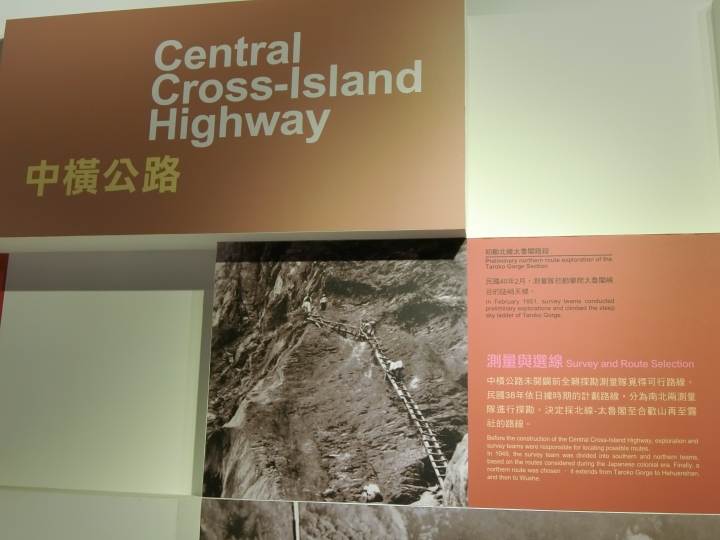 Central
Cross-Island
Highway
中橫公路
初勘北線太魯閣路段
Preliminary northern route exploration of the
Taroko Gorge Section
民國40年2月，測量隊初勘攀爬太魯閣峽
谷的陡峭天梯。
In February 1951, survey teams conducted
preliminary explorations and climbed the steep
sky ladder of Taroko Gorge.
測量與選線 Survey and Route Selection
中橫公路未開闢前全賴探勘測量隊覓得可行路線。
民國38年依日據時期的計劃路線，分為南北兩測量
隊進行探勘。決定採北線-太魯閣至合歡山再至霧
社的路線。
Before the construction of the Central Cross-Island Highway, exploration and
survey teams were responsible for locating possible routes.
In 1949, the survey team was divided into southern and northern teams,
based on the routes considered during the Japanese colonial era. Finally, a
northern route was chosen ， it extends from Taroko Gorge to Hehuanshan,
and then to Wushe.